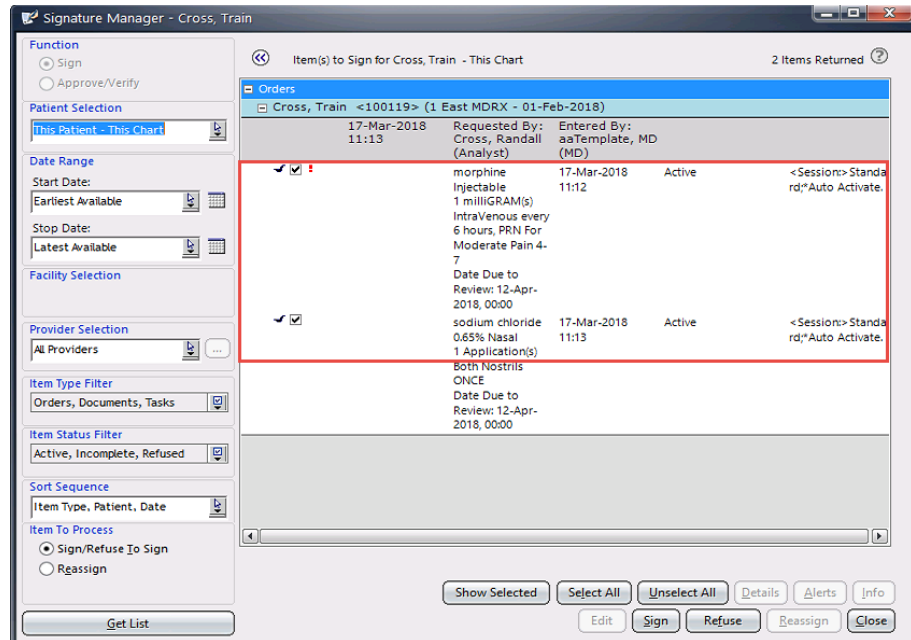 Signature Manager - Cross, Train
Function
Sign
Approve/Verify
Patient Selection
This Patient - This Chart
Date Range
Start Date:
Earliest Available
Stop Date:
Latest Available
Facility Selection
Provider Selection
All Providers
...
Item Type Filter
Orders, Documents, Tasks
Item Status Filter
Active, Incomplete, Refused
Sort Sequence
Item Type, Patient, Date
Item To Process
Sign/Refuse To Sign
Reassign
Get List
Item(s) to Sign for Cross, Train - This Chart
2 Items Returned
Orders
Cross, Train <100119> (1 East MDRX - 01-Feb-2018)
17-Mar-2018 Requested By: Entered By:
11:13 Cross, Randall aaTemplate, MD
(Analyst) (MD)
! morphine 17-Mar-2018 Active <Session:> Standa
Injectable 11:12 rd;*Auto Activate.
1 milliGRAM(s)
IntraVenous every
6 hours, PRN For
Moderate Pain 4-
7
Date Due to
Review: 12-Apr-
2018, 00:00
sodium chloride 17-Mar-2018 Active <Session:> Standa
0.65% Nasal 11:13 rd;*Auto Activate.
1 Application(s)
Both Nostrils
ONCE
Date Due to
Review: 12-Apr-
2018, 00:00
Show Selected Select All Unselect All Details Alerts Info
Edit Sign Refuse Reassign Close